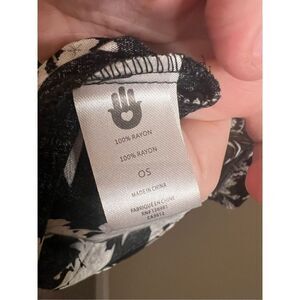 100% RAYON
100% RAYON
OS
MADE IN CHINA
FABRIQUÉ EN CHINE